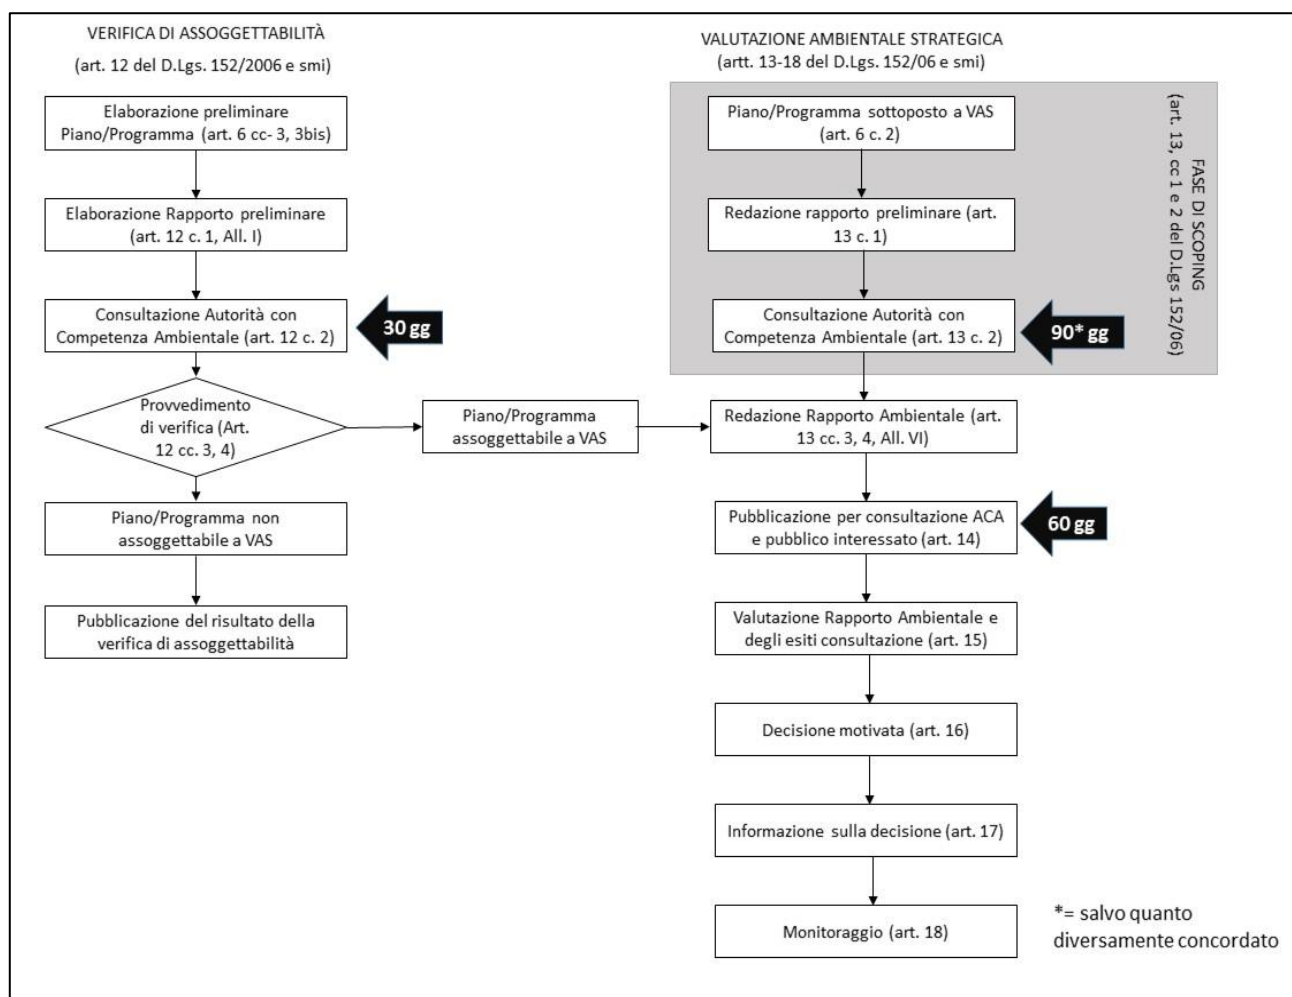 VERIFICA DI ASSOGGETTABILITÀ
(art. 12 del D.Lgs. 152/2006 e smi)
Elaborazione preliminare
Piano/Programma (art. 6 cc- 3, 3bis)
Elaborazione Rapporto preliminare
(art. 12 c. 1, All. I)
Consultazione Autorità con
Competenza Ambientale (art. 12 c. 2)
30 gg
Provvedimento
di verifica (Art.
12 cc. 3, 4)
Piano/Programma
assoggettabile a VAS
Piano/Programma non
assoggettabile a VAS
Pubblicazione del risultato della
verifica di assoggettabilità
VALUTAZIONE AMBIENTALE STRATEGICA
(artt. 13-18 del D.Lgs. 152/06 e smi)
Piano/Programma sottoposto a VAS
(art. 6 c. 2)
Redazione rapporto preliminare (art.
13 c. 1)
Consultazione Autorità con
Competenza Ambientale (art. 13 c. 2)
90* gg
FASE DI SCOPING
(art. 13, cc 1 e 2 del D.Lgs 152/06)
Redazione Rapporto Ambientale (art.
13 cc. 3, 4, All. VI)
Pubblicazione per consultazione ACA
e pubblico interessato (art. 14)
60 gg
Valutazione Rapporto Ambientale e
degli esiti consultazione (art. 15)
Decisione motivata (art. 16)
Informazione sulla decisione (art. 17)
Monitoraggio (art. 18)
*= salvo quanto
diversamente concordato